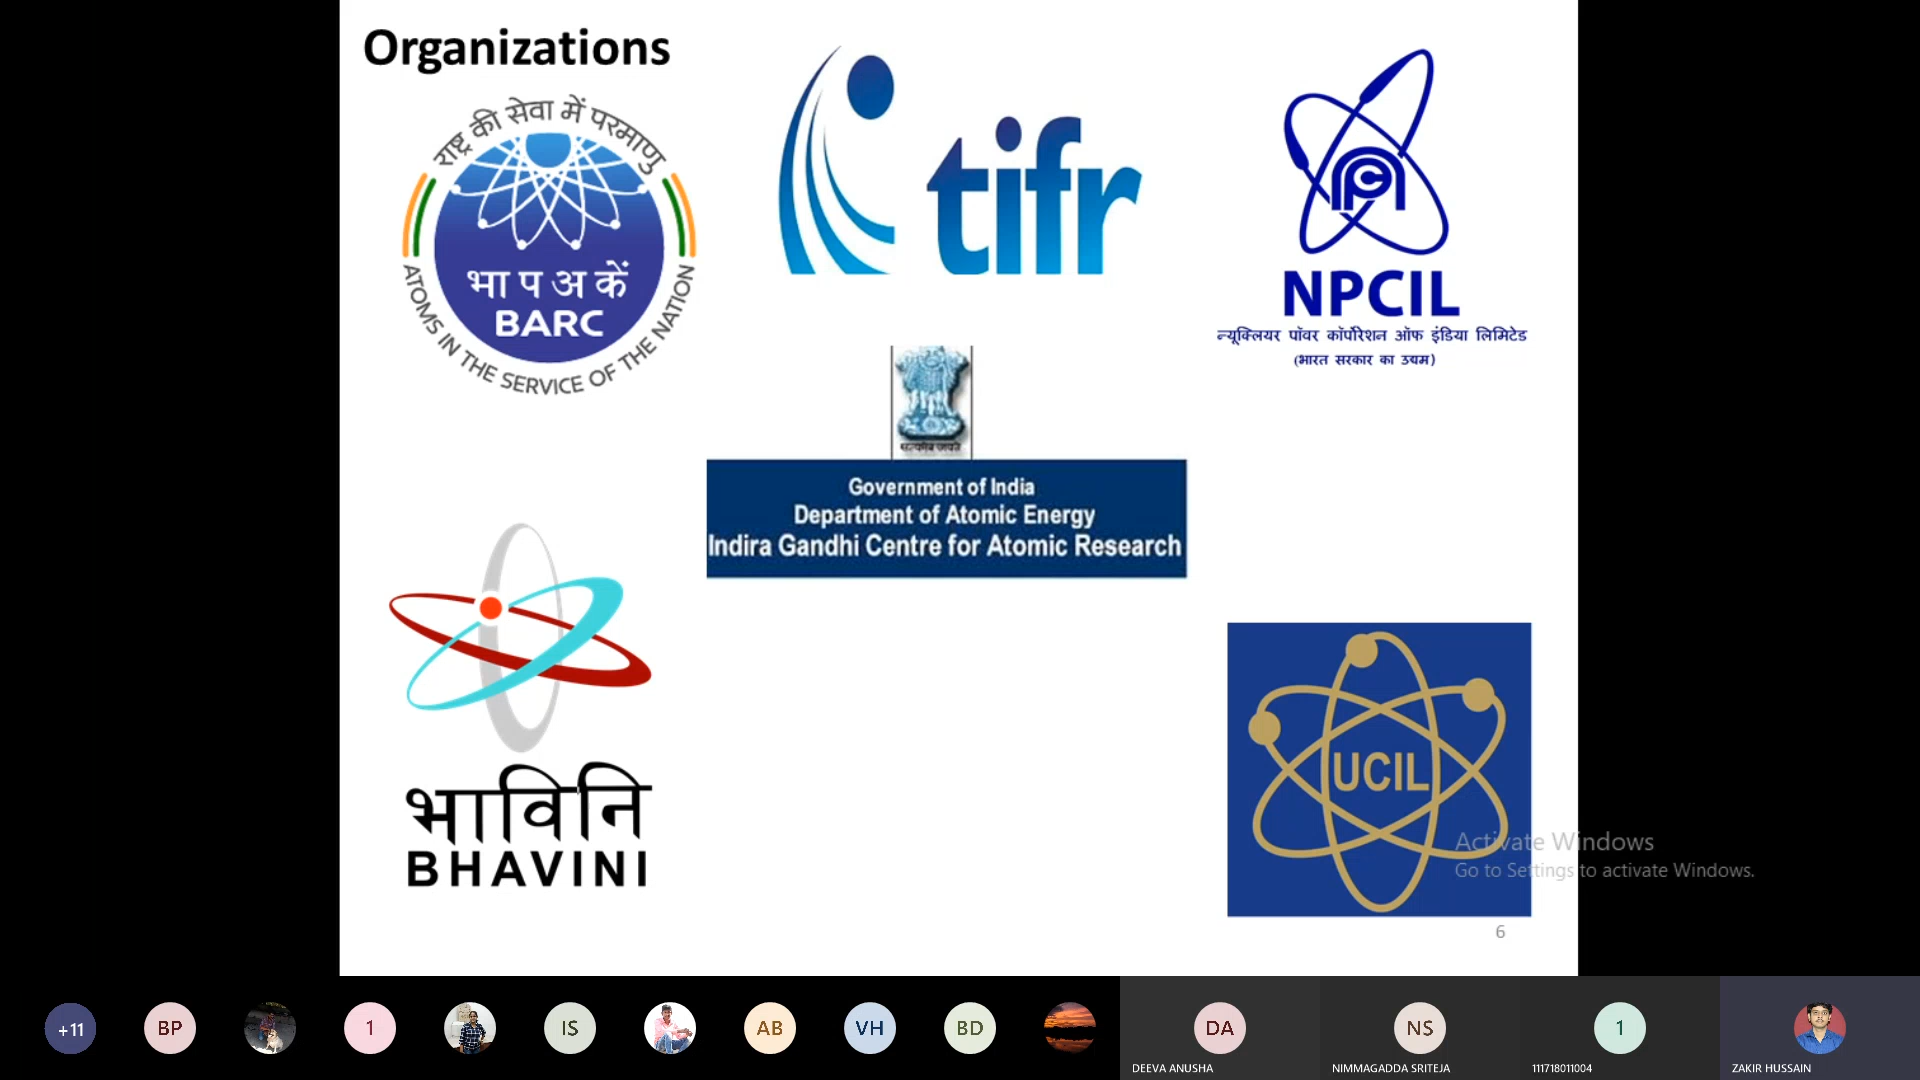 Organizations
राष्ट्र की सेवा में परमाणु
भा प अ कें
BARC
ATOMS IN THE SERVICE OF THE NATION
tifr
NPCIL
न्यूक्लियर पॉवर कॉर्पोरेशन ऑफ इंडिया लिमिटेड
(भारत सरकार का उद्यम)
सत्यमेव जयते
Government of India
Department of Atomic Energy
Indira Gandhi Centre for Atomic Research
भाविनि
BHAVINI
UCIL
Activate Windows
Go to Settings to activate Windows.
6
+11
BP
1
IS
AB
VH
BD
DA
DEEVA ANUSHA
NS
NIMMAGADDA SRITEJA
1
111718011004
ZAKIR HUSSAIN